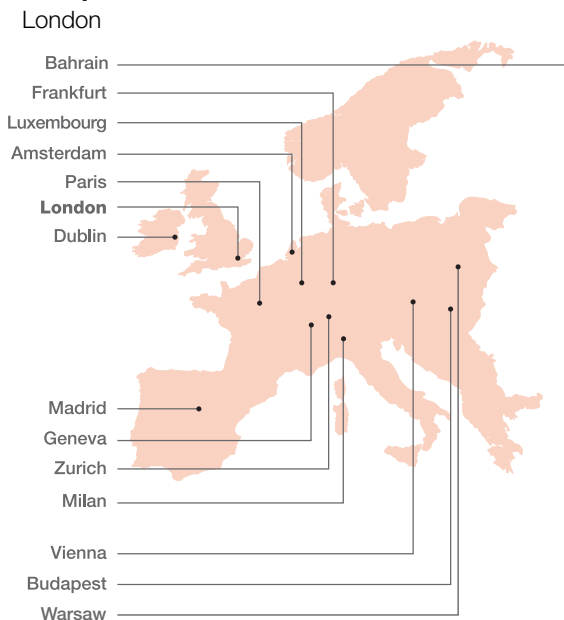 London
Bahrain
Frankfurt
Luxembourg
Amsterdam
Paris
London
Dublin
Madrid
Geneva
Zurich
Milan
Vienna
Budapest
Warsaw